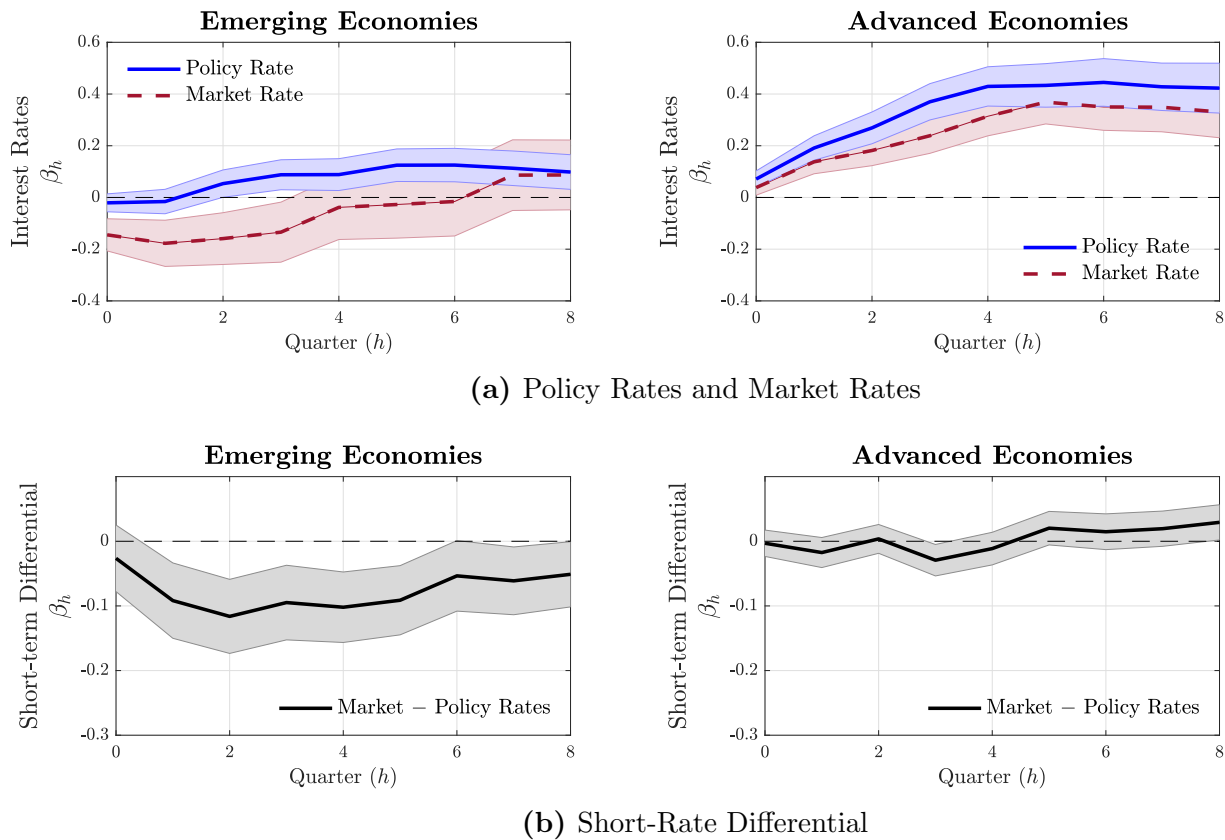 Emerging Economies
Interest Rates
β_h
0.6
0.4
0.2
0
-0.2
-0.4
Policy Rate
Market Rate
0 2 4 6 8
Quarter (h)
Advanced Economies
Interest Rates
β_h
0.6
0.4
0.2
0
-0.2
-0.4
Policy Rate
Market Rate
0 2 4 6 8
Quarter (h)
(a) Policy Rates and Market Rates
Emerging Economies
Short-term Differential
β_h
0
-0.1
-0.2
-0.3
Market − Policy Rates
0 2 4 6 8
Quarter (h)
Advanced Economies
Short-term Differential
β_h
0
-0.1
-0.2
-0.3
Market − Policy Rates
0 2 4 6 8
Quarter (h)
(b) Short-Rate Differential